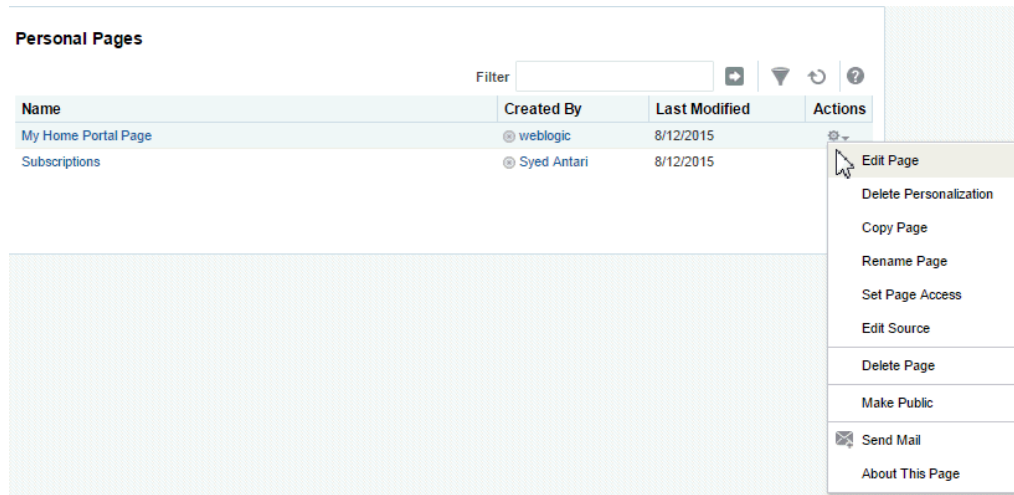 Personal Pages
Filter
Name Created By Last Modified Actions
My Home Portal Page weblogic 8/12/2015
Subscriptions Syed Antari 8/12/2015
Edit Page
Delete Personalization
Copy Page
Rename Page
Set Page Access
Edit Source
Delete Page
Make Public
Send Mail
About This Page